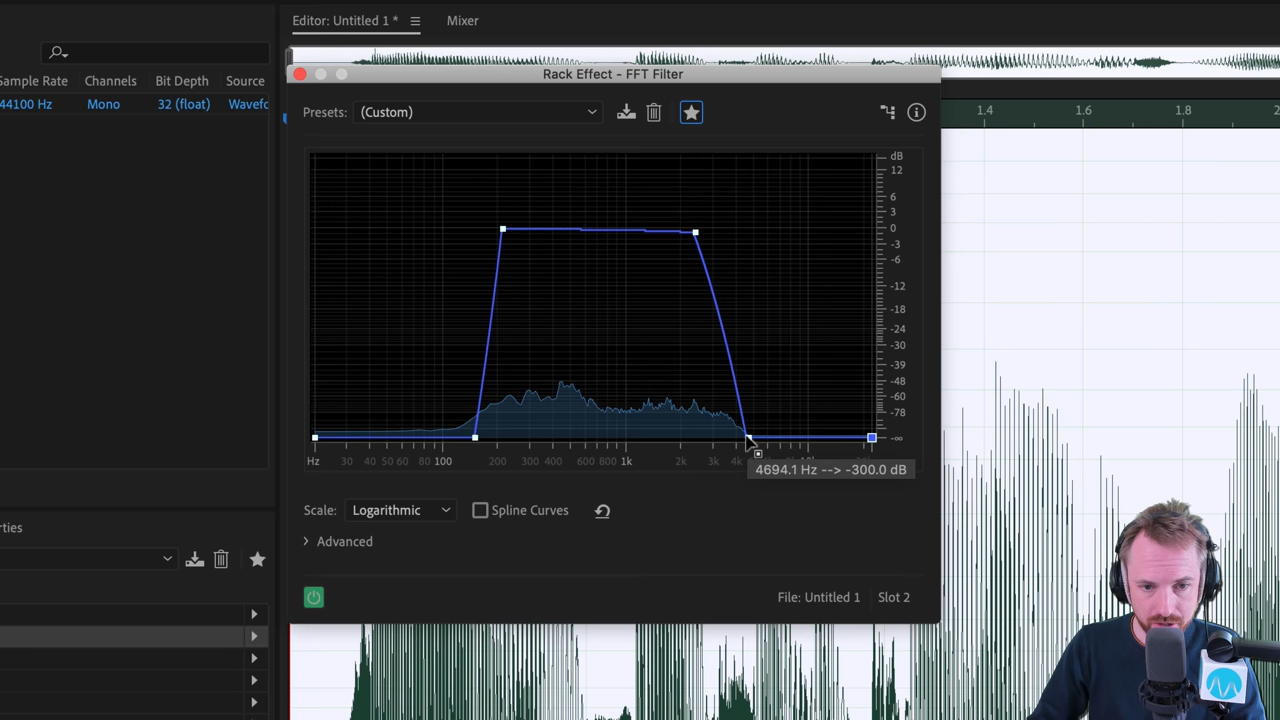 Editor: Untitled 1 *
Mixer
Sample Rate Channels Bit Depth Source
44100 Hz Mono 32 (float)
Rack Effect - FFT Filter
Presets: (Custom)
1.4 1.6 1.8
dB
12
6
3
0
-3
-6
-12
-18
-24
-30
-39
-48
-60
-78
-∞
Hz 30 40 50 60 80 100 200 300 400 600 800 1k 2k 3k 4k
4694.1 Hz --> -300.0 dB
Scale: Logarithmic Spline Curves
Advanced
File: Untitled 1 Slot 2